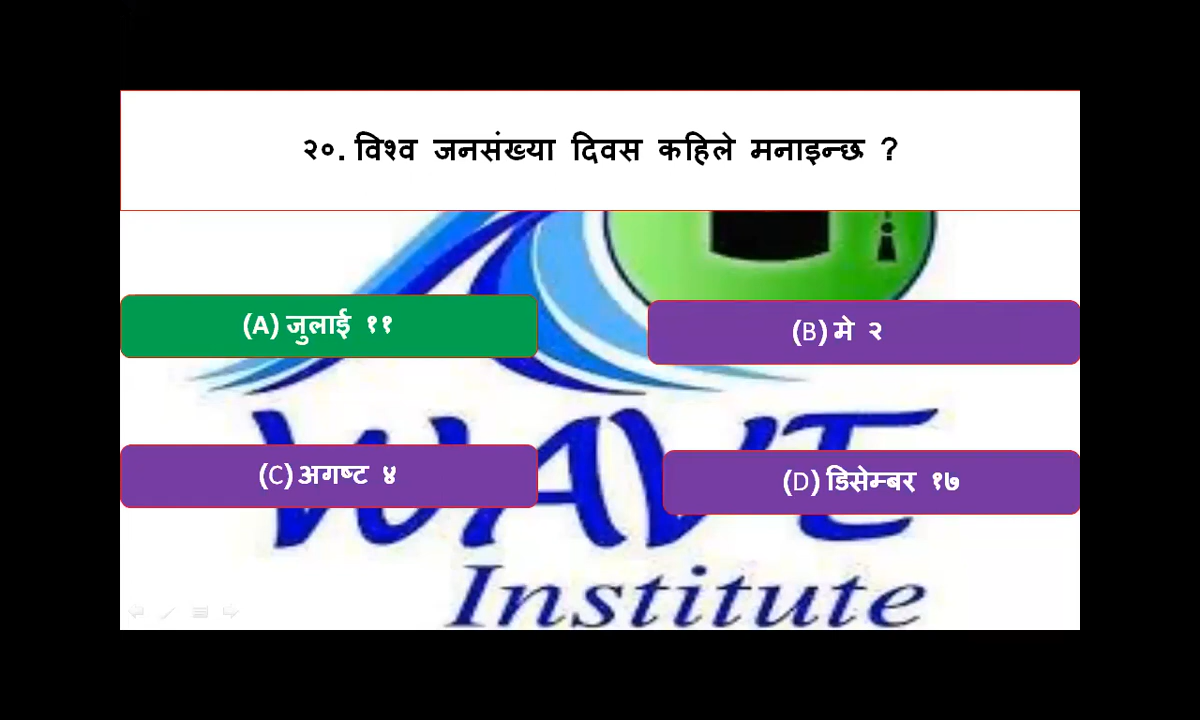 २०. विश्व जनसंख्या दिवस कहिले मनाइन्छ ?
(A) जुलाई ११
(B) मे २
(C) अगष्ट ४
(D) डिसेम्बर १७
WAVE
Institute